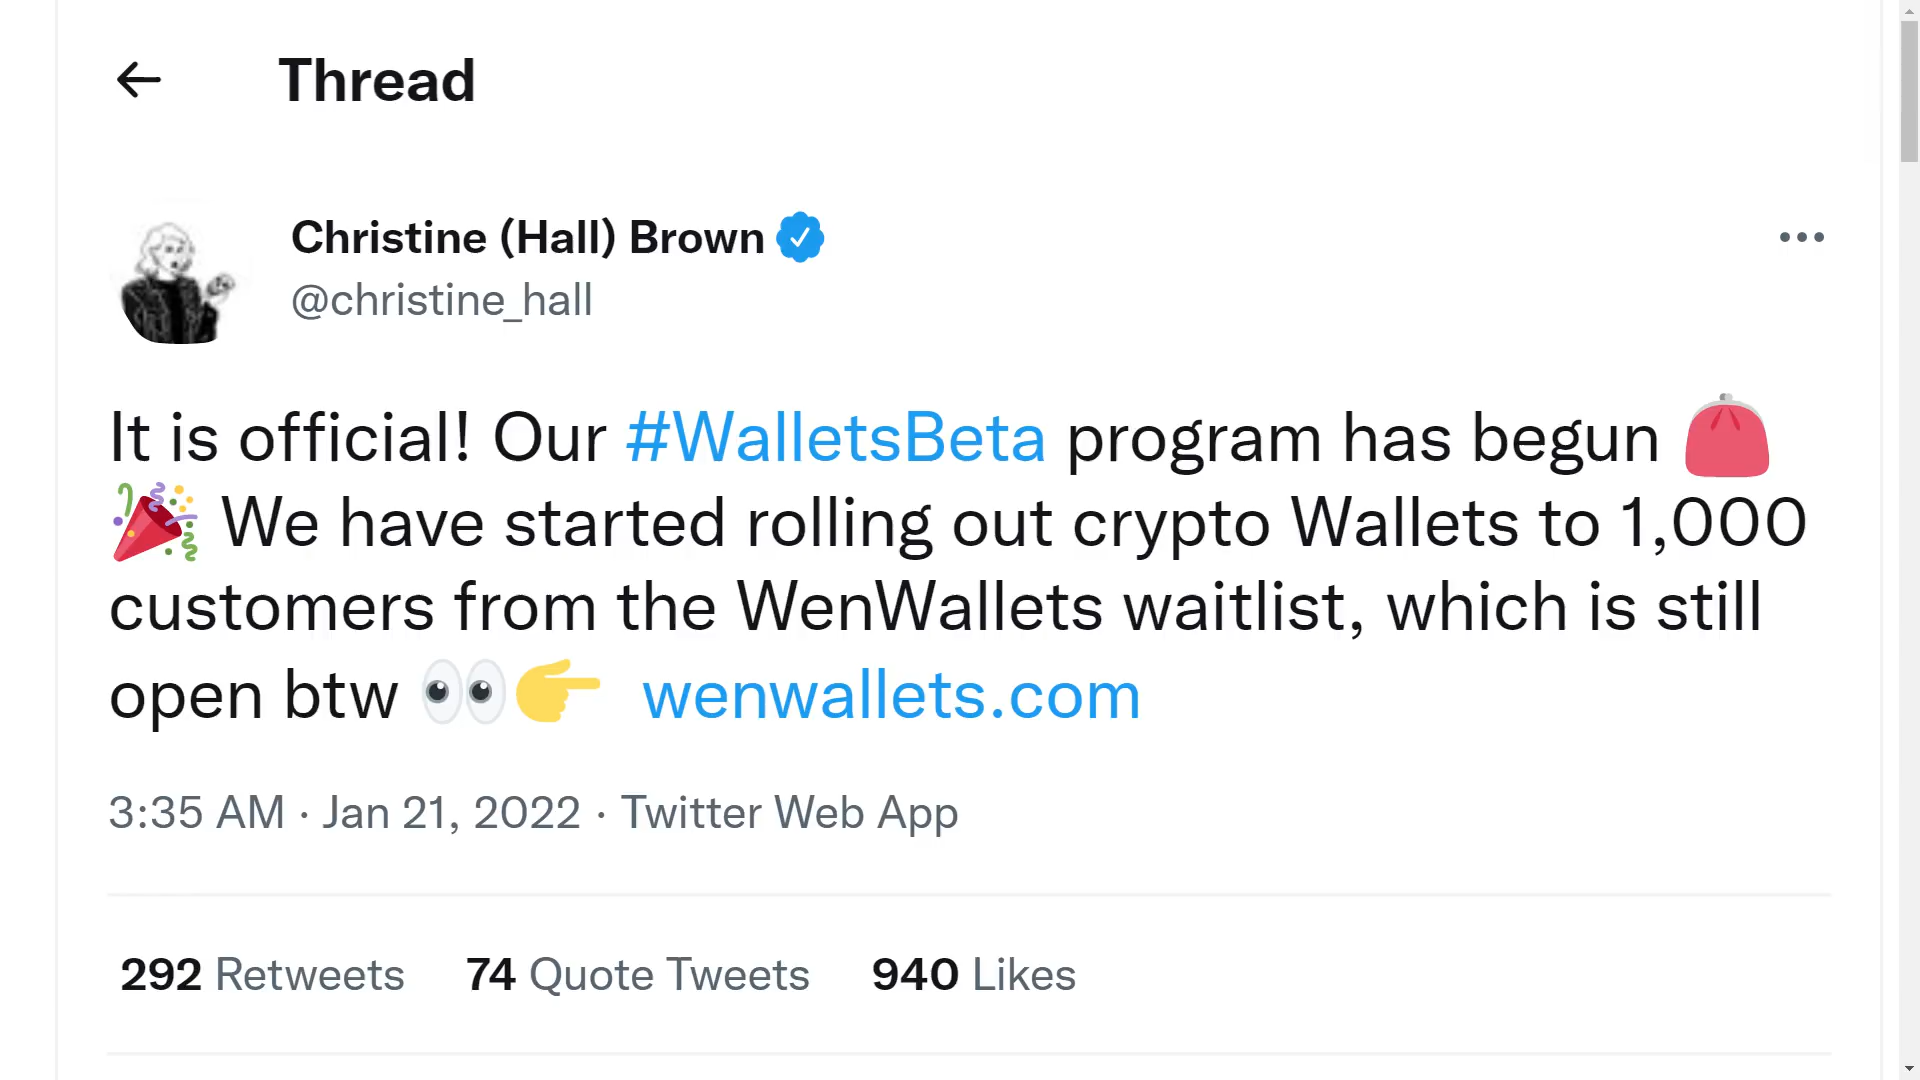 Thread
Christine (Hall) Brown
@christine_hall
It is official! Our #WalletsBeta program has begun 👛
🎉 We have started rolling out crypto Wallets to 1,000
customers from the WenWallets waitlist, which is still
open btw 👀👉 wenwallets.com
3:35 AM · Jan 21, 2022 · Twitter Web App
292 Retweets 74 Quote Tweets 940 Likes